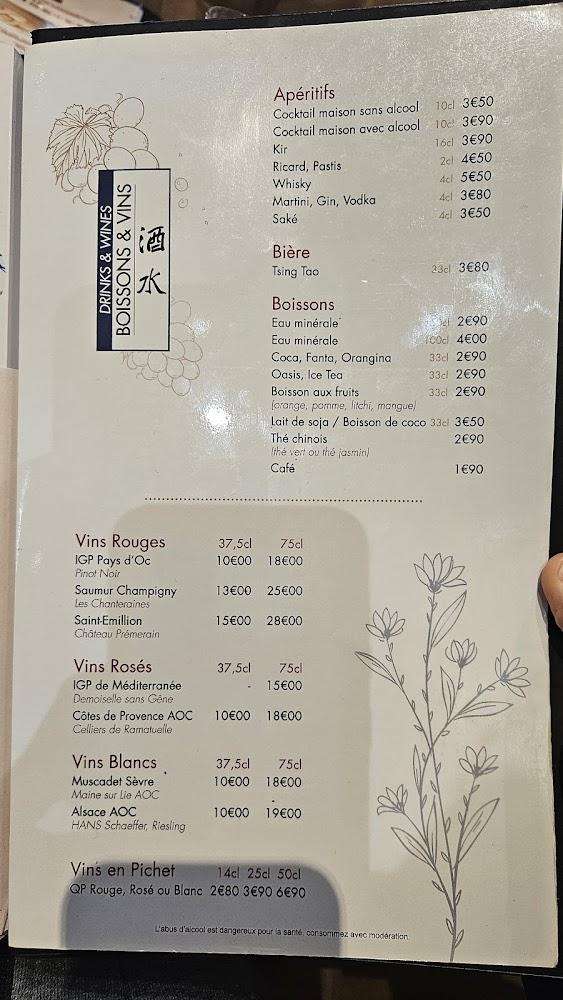 DRINKS & WINES
BOISSONS & VINS
酒水
Apéritifs
Cocktail maison sans alcool 10cl 3€50
Cocktail maison avec alcool 10cl 3€90
Kir 16cl 3€90
Ricard, Pastis 2cl 4€50
Whisky 4cl 5€50
Martini, Gin, Vodka 4cl 3€80
Saké 4cl 3€50
Bière
Tsing Tao 33cl 3€80
Boissons
Eau minérale cl 2€90
Eau minérale 100cl 4€00
Coca, Fanta, Orangina 33cl 2€90
Oasis, Ice Tea 33cl 2€90
Boisson aux fruits 33cl 2€90
(orange, pomme, litchi, mangue)
Lait de soja / Boisson de coco 33cl 3€50
Thé chinois 2€90
(thé vert ou thé jasmin)
Café 1€90
Vins Rouges 37,5cl 75cl
IGP Pays d'Oc 10€00 18€00
Pinot Noir
Saumur Champigny 13€00 25€00
Les Chanteraines
Saint-Emillion 15€00 28€00
Château Prémerain
Vins Rosés 37,5cl 75cl
IGP de Méditerranée - 15€00
Demoiselle sans Gêne
Côtes de Provence AOC 10€00 18€00
Celliers de Ramatuelle
Vins Blancs 37,5cl 75cl
Muscadet Sèvre 10€00 18€00
Maine sur Lie AOC
Alsace AOC 10€00 19€00
HANS Schaeffer, Riesling
Vins en Pichet 14cl 25cl 50cl
QP Rouge, Rosé ou Blanc 2€80 3€90 6€90
L'abus d'alcool est dangereux pour la santé, consommez avec modération.